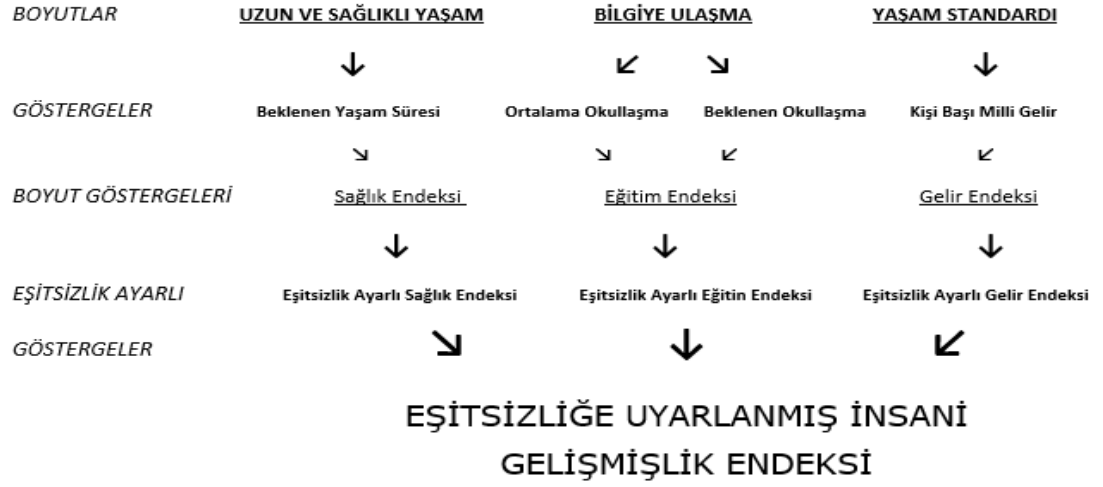 BOYUTLAR UZUN VE SAĞLIKLI YAŞAM BİLGİYE ULAŞMA YAŞAM STANDARDI
GÖSTERGELER Beklenen Yaşam Süresi Ortalama Okullaşma Beklenen Okullaşma Kişi Başı Milli Gelir
BOYUT GÖSTERGELERİ Sağlık Endeksi Eğitim Endeksi Gelir Endeksi
EŞİTSİZLİK AYARLI Eşitsizlik Ayarlı Sağlık Endeksi Eşitsizlik Ayarlı Eğitin Endeksi Eşitsizlik Ayarlı Gelir Endeksi
GÖSTERGELER
EŞİTSİZLİĞE UYARLANMIŞ İNSANİ
GELİŞMİŞLİK ENDEKSİ